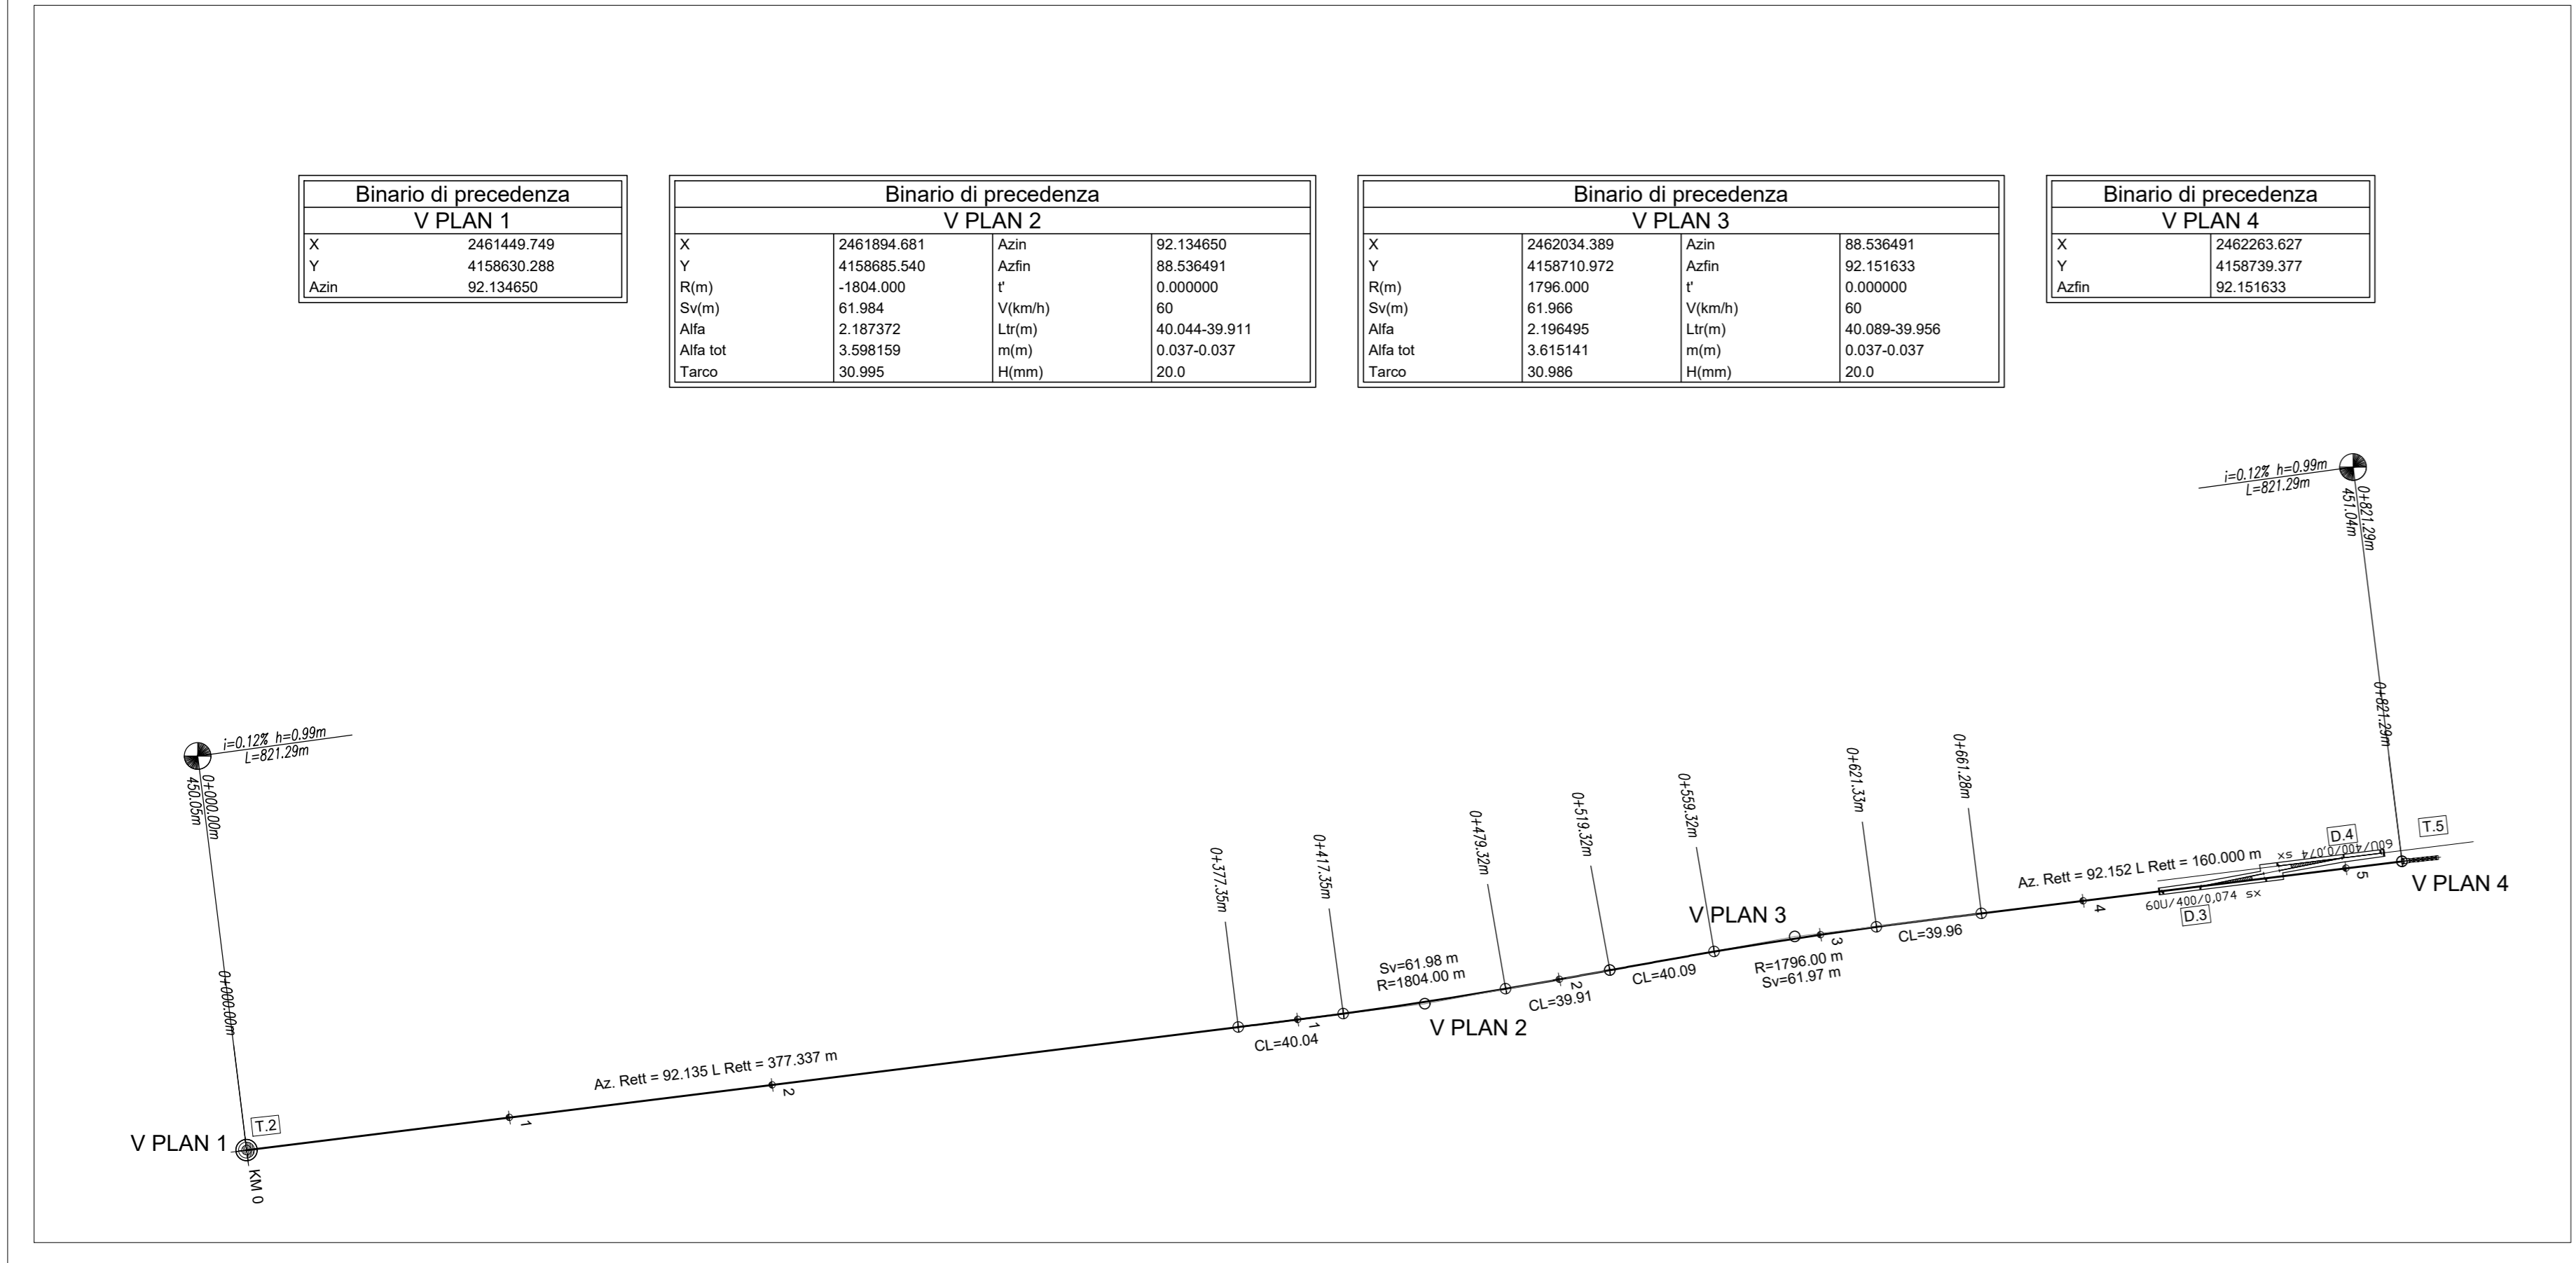 Binario di precedenza
V PLAN 1
X 2461449.749
Y 4158630.288
Azin 92.134650
Binario di precedenza
V PLAN 2
X 2461894.681 Azin 92.134650
Y 4158685.540 Azfin 88.536491
R(m) -1804.000 t' 0.000000
Sv(m) 61.984 V(km/h) 60
Alfa 2.187372 Ltr(m) 40.044-39.911
Alfa tot 3.598159 m(m) 0.037-0.037
Tarco 30.995 H(mm) 20.0
Binario di precedenza
V PLAN 3
X 2462034.389 Azin 88.536491
Y 4158710.972 Azfin 92.151633
R(m) 1796.000 t' 0.000000
Sv(m) 61.966 V(km/h) 60
Alfa 2.196495 Ltr(m) 40.089-39.956
Alfa tot 3.615141 m(m) 0.037-0.037
Tarco 30.986 H(mm) 20.0
Binario di precedenza
V PLAN 4
X 2462263.627
Y 4158739.377
Azfin 92.151633
i=0.12% h=0.99m
L=821.29m
0+000.00m
450.05m
0+000.00m
V PLAN 1
T.2
KM 0
1
Az. Rett = 92.135 L Rett = 377.337 m
2
0+377.35m
CL=40.04
1
0+417.35m
Sv=61.98 m
R=1804.00 m
V PLAN 2
0+479.32m
CL=39.91
2
0+519.32m
CL=40.09
0+559.32m
V PLAN 3
R=1796.00 m
Sv=61.97 m
3
0+621.33m
CL=39.96
0+661.28m
Az. Rett = 92.152 L Rett = 160.000 m
4
60U/400/0,074 sx
D.3
D.4
60U/400/0,074 sx
5
T.5
V PLAN 4
i=0.12% h=0.99m
L=821.29m
0+821.29m
451.04m
0+821.29m